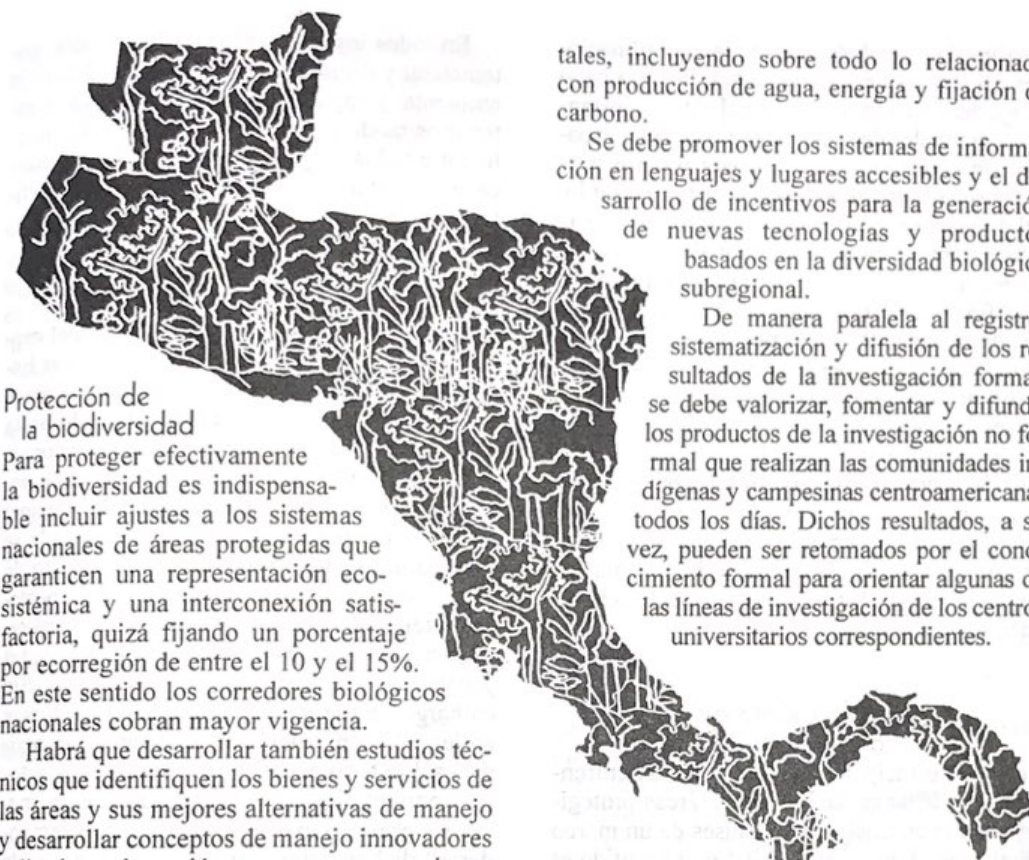 Protección de
la biodiversidad
Para proteger efectivamente
la biodiversidad es indispensa-
ble incluir ajustes a los sistemas
nacionales de áreas protegidas que
garanticen una representación eco-
sistémica y una interconexión satis-
factoria, quizá fijando un porcentaje
por ecorregión de entre el 10 y el 15%.
En este sentido los corredores biológicos
nacionales cobran mayor vigencia.
Habrá que desarrollar también estudios téc-
nicos que identifiquen los bienes y servicios de
las áreas y sus mejores alternativas de manejo
y desarrollar conceptos de manejo innovadores
tales, incluyendo sobre todo lo relacionad
con producción de agua, energía y fijación
carbono.
Se debe promover los sistemas de inform
ción en lenguajes y lugares accesibles y el d
sarrollo de incentivos para la generació
de nuevas tecnologías y producto
basados en la diversidad biológic
subregional.
De manera paralela al registr
sistematización y difusión de los r
sultados de la investigación forma
se debe valorizar, fomentar y difund
los productos de la investigación no fo
rmal que realizan las comunidades in
dígenas y campesinas centroamericana
todos los días. Dichos resultados, a s
vez, pueden ser retomados por el cono
cimiento formal para orientar algunas d
las líneas de investigación de los centro
universitarios correspondientes.